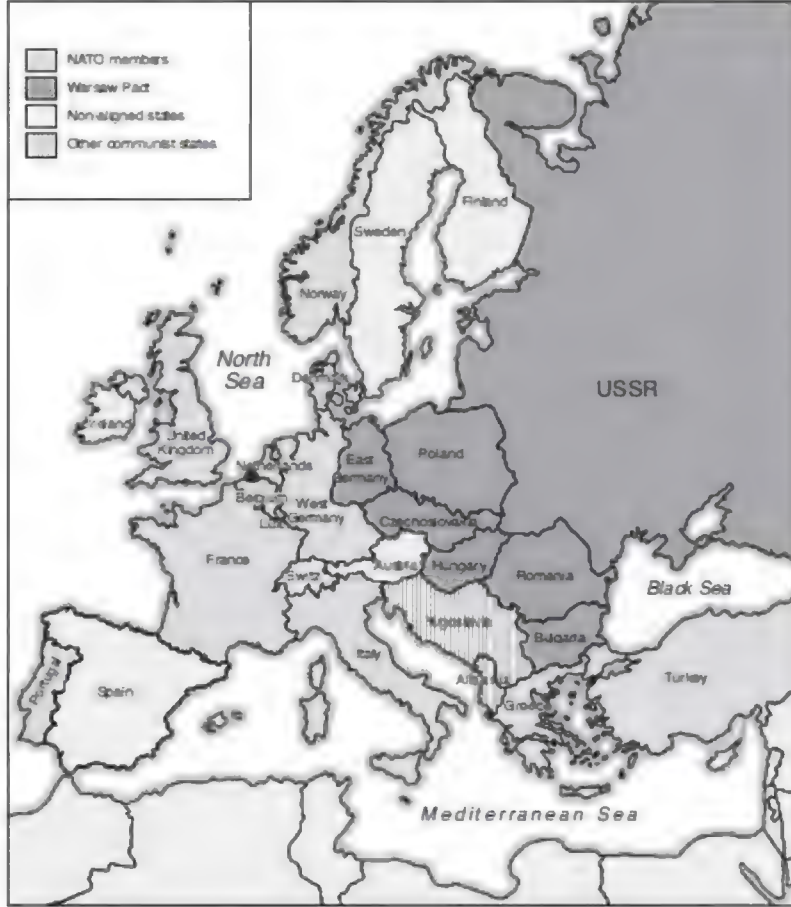 NATO members
Warsaw Pact
Non-aligned states
Other communist states
Finland
Sweden
Norway
North
Sea
Denmark
USSR
Ireland
United
Kingdom
Netherlands
East
Germany
Poland
Belgium
West
Germany
Lux
Czechoslovakia
France
Switz
Austria
Hungary
Romania
Black Sea
Yugoslavia
Bulgaria
Italy
Portugal
Spain
Albania
Greece
Turkey
Mediterranean Sea